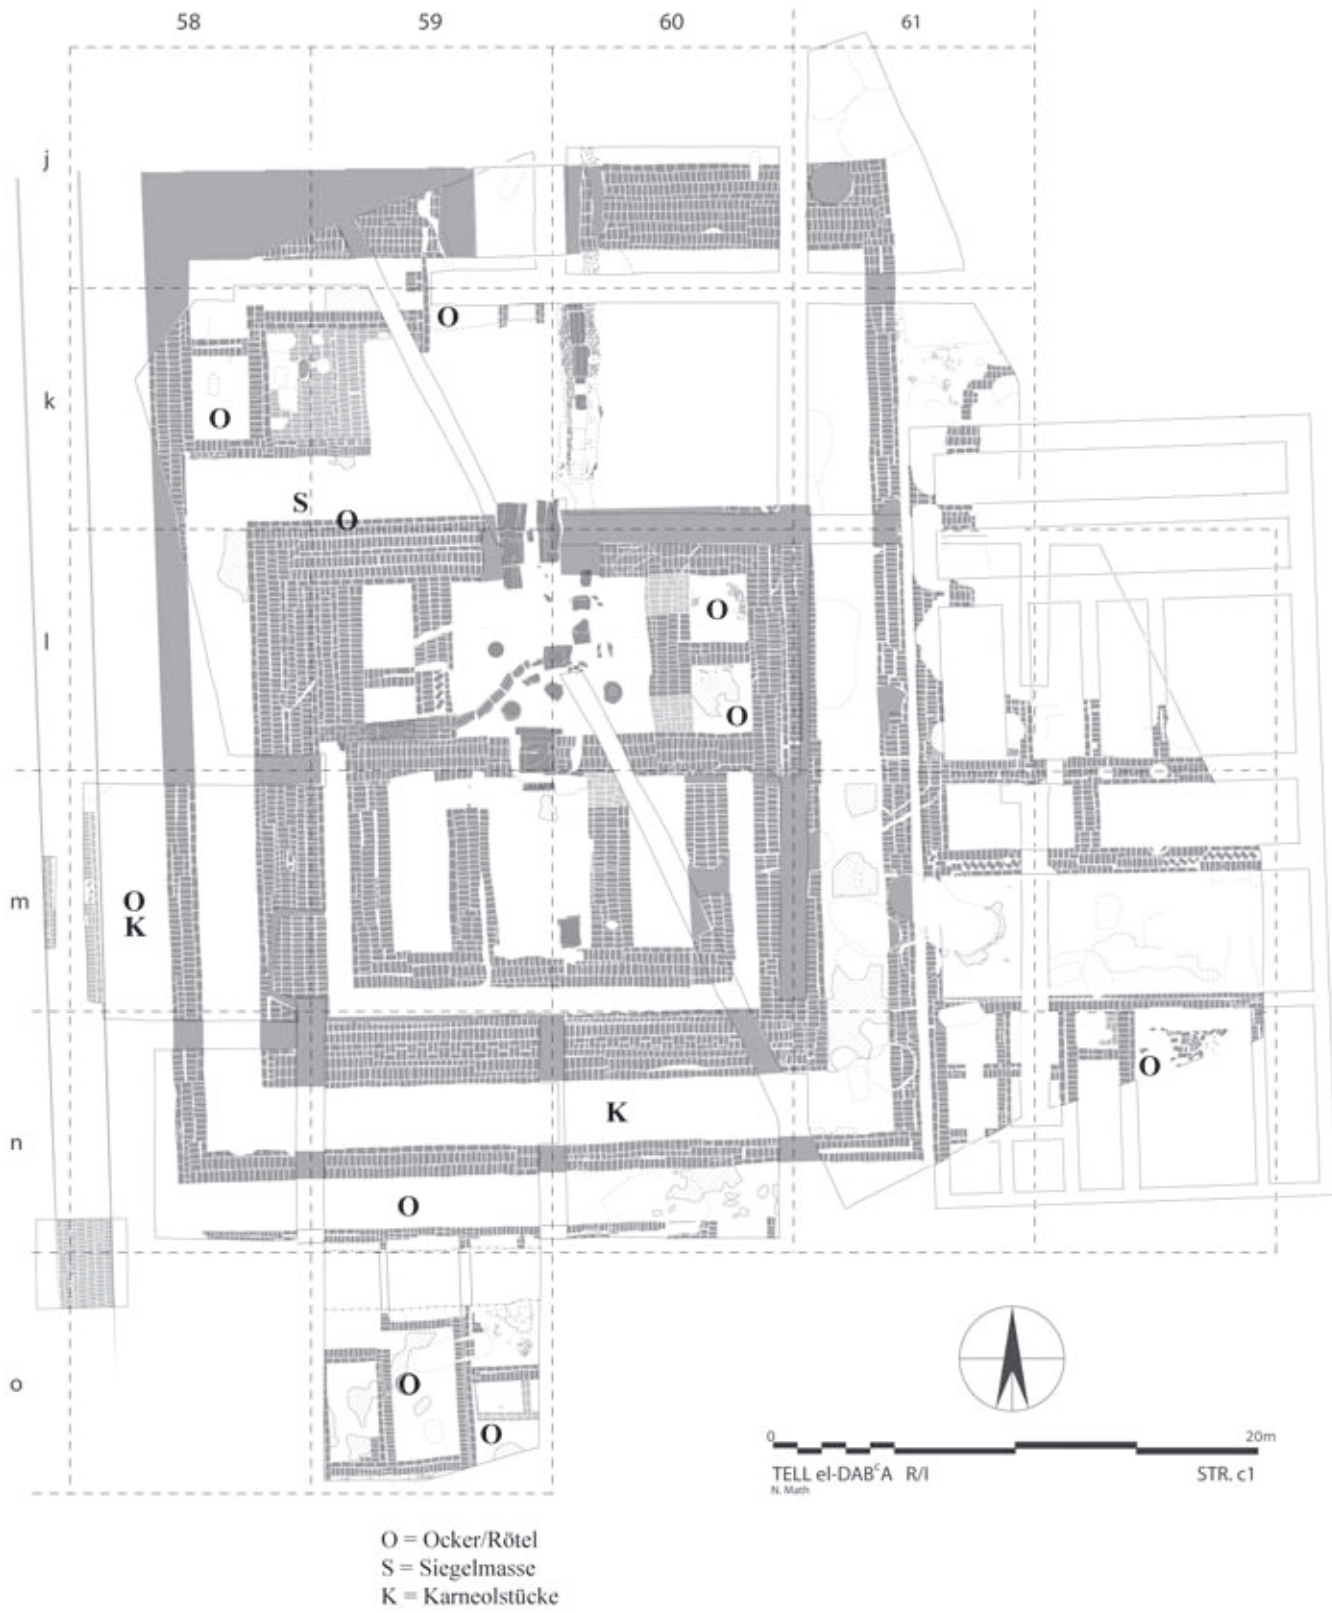 58 59 60 61
j
O
k
O
S
O
l
O
O
m
O
K
O
n
K
O
o
O
O
0 20m
TELL el-DABᶜA R/I STR. c1
N. Math
O = Ocker/Rötel
S = Siegelmasse
K = Karneolstücke